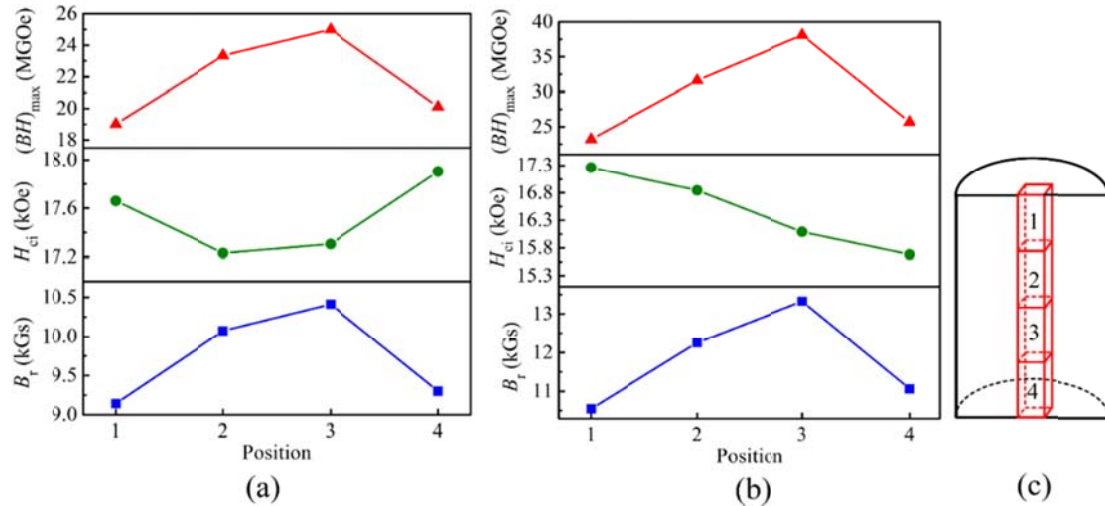 26
24
22
20
18
(BH)max (MGOe)
18.0
17.6
17.2
Hci (kOe)
10.5
10.0
9.5
9.0
Br (kGs)
1 2 3 4
Position
(a)
40
35
30
25
(BH)max (MGOe)
17.3
16.8
16.3
15.8
15.3
Hci (kOe)
13
12
11
Br (kGs)
1 2 3 4
Position
(b)
1
2
3
4
(c)